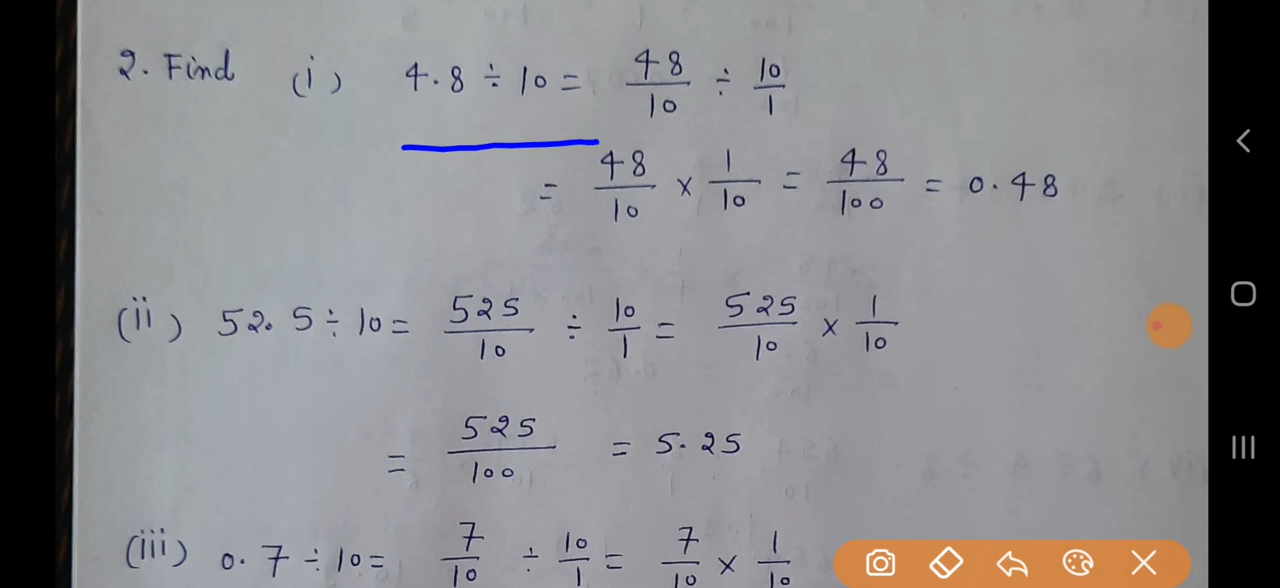 2. Find (i) 4.8 ÷ 10 = 48/10 ÷ 10/1
= 48/10 × 1/10 = 48/100 = 0.48
(ii) 52.5 ÷ 10 = 525/10 ÷ 10/1 = 525/10 × 1/10
= 525/100 = 5.25
(iii) 0.7 ÷ 10 = 7/10 ÷ 10/1 = 7/10 × 1/10